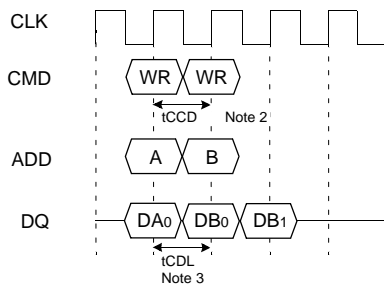 CLK
CMD WR WR
tCCD Note 2
ADD A B
DQ DA0 DB0 DB1
tCDL
Note 3